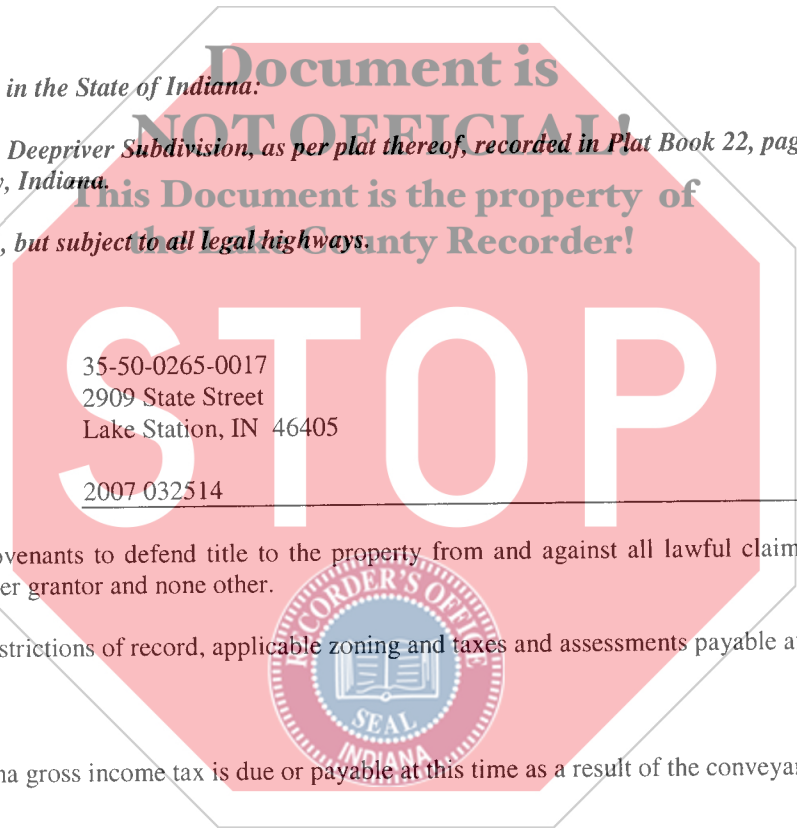 Document is
in the State of Indiana:
NOT OFFICIAL!
Deepriver Subdivision, as per plat thereof, recorded in Plat Book 22, pag
, Indiana.
This Document is the property of
, but subject to all legal highways.
the Lake County Recorder!
STOP
35-50-0265-0017
2909 State Street
Lake Station, IN 46405
2007 032514
ovenants to defend title to the property from and against all lawful claim
er grantor and none other.
strictions of record, applicable zoning and taxes and assessments payable a
RECORDER'S OFFICE
SEAL
INDIANA
na gross income tax is due or payable at this time as a result of the conveya